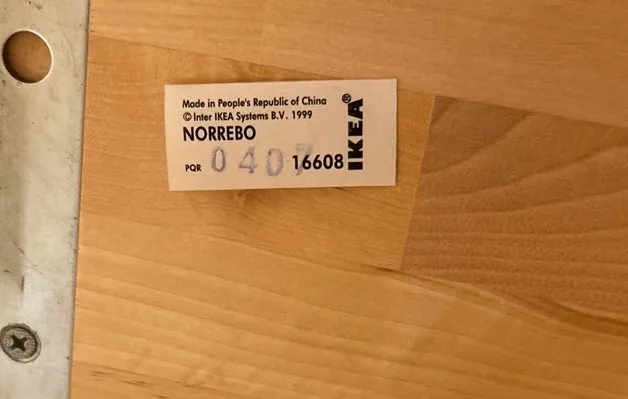 Made in People's Republic of China
© Inter IKEA Systems B.V. 1999
NORREBO
PQR 0407 16608
IKEA®